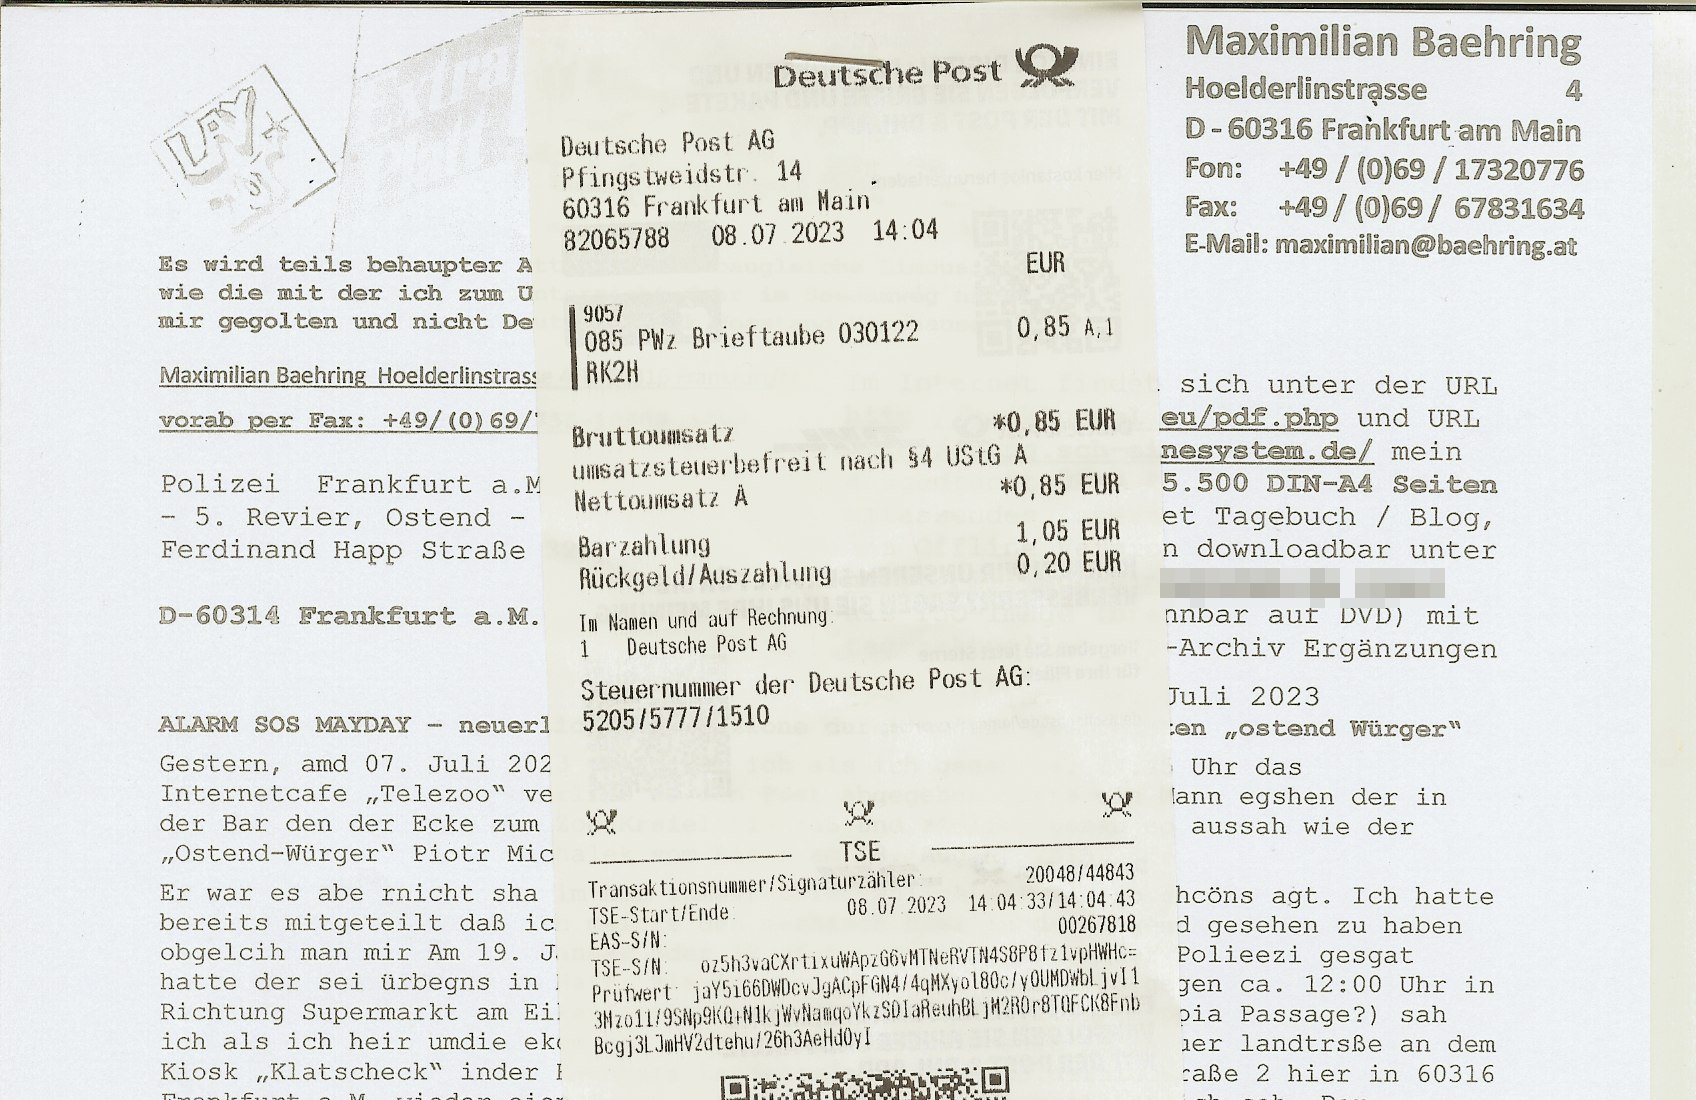 Deutsche Post
Deutsche Post AG
Pfingstweidstr. 14
60316 Frankfurt am Main
82065788 08.07.2023 14:04
EUR
9057
085 PWz Brieftaube 030122 0,85 A,1
RK2H
Bruttoumsatz *0,85 EUR
umsatzsteuerbefreit nach §4 UStG A
Nettoumsatz A *0,85 EUR
Barzahlung 1,05 EUR
Rückgeld/Auszahlung 0,20 EUR
Im Namen und auf Rechnung:
1 Deutsche Post AG
Steuernummer der Deutsche Post AG:
5205/5777/1510
TSE
Transaktionsnummer/Signaturzähler: 20048/44843
TSE-Start/Ende: 08.07.2023 14:04:33/14:04:43
EAS-S/N: 00267818
TSE-S/N: oz5h3vaCXrtixuWApzG6vMTNeRVTN4S8P8fz1vpHWHc=
Prüfwert:
Maximilian Baehring
Hoelderlinstrasse 4
D - 60316 Frankfurt am Main
Fon: +49 / (0)69 / 17320776
Fax: +49 / (0)69 / 67831634
E-Mail: maximilian@baehring.at
Es wird teils behaupter A
wie die mit der ich zum U
mir gegolten und nicht De
Maximilian Baehring Hoelderlinstrass
vorab per Fax: +49/(0)69/
Polizei Frankfurt a.M
- 5. Revier, Ostend -
Ferdinand Happ Straße
D-60314 Frankfurt a.M.
sich unter der URL
eu/pdf.php und URL
nesystem.de/ mein
5.500 DIN-A4 Seiten
et Tagebuch / Blog,
n downloadbar unter
nnbar auf DVD) mit
-Archiv Ergänzungen
Juli 2023
ALARM SOS MAYDAY - neuerl
en „ostend Würger“
Gestern, amd 07. Juli 202 Uhr das
Internetcafe „Telezoo“ ve ann egshen der in
der Bar den der Ecke zum aussah wie der
„Ostend-Würger“ Piotr Mic
Er war es abe rnicht sha hcöns agt. Ich hatte
bereits mitgeteilt daß ic d gesehen zu haben
obgelcih man mir Am 19. J Polieezi gesgat
hatte der sei ürbegns in gen ca. 12:00 Uhr in
Richtung Supermarkt am Ei pia Passage?) sah
ich als ich heir umdie ek uer landtrsße an dem
Kiosk „Klatscheck“ inder raße 2 hier in 60316